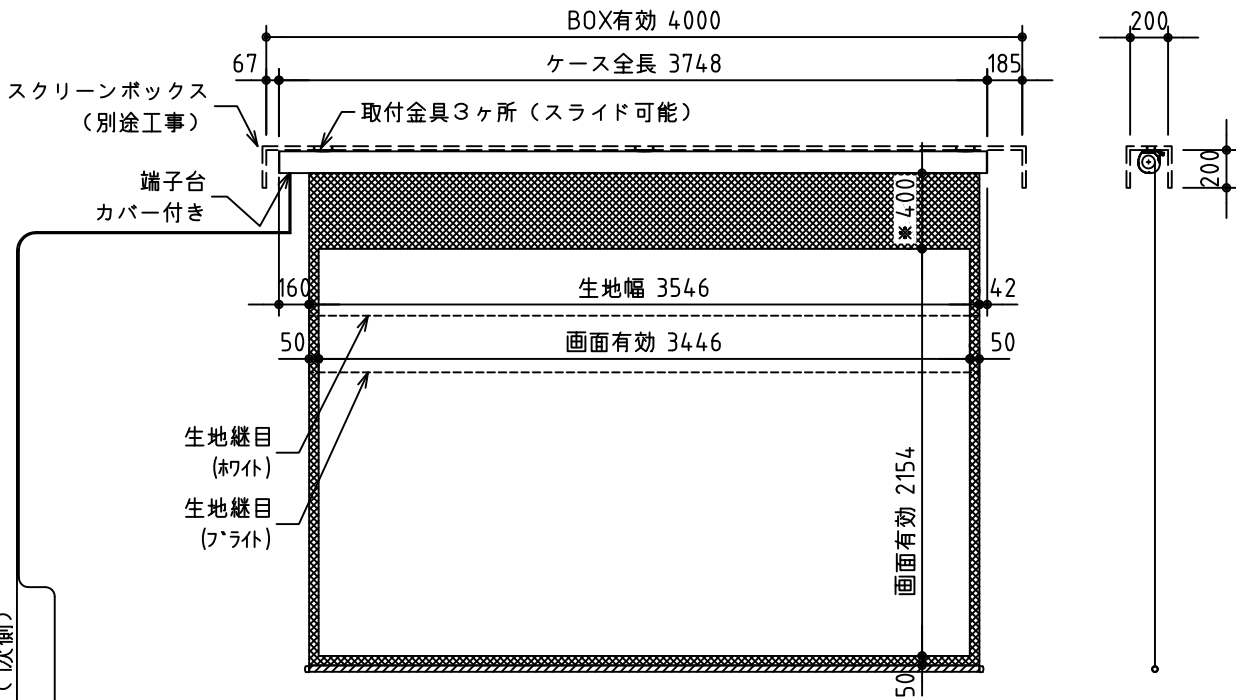 BOX有効 4000
200
67
ケース全長 3748
185
スクリーンボックス
(別途工事)
取付金具3ヶ所(スライド可能)
200
端子台
カバー付き
※ 400
160
生地幅 3546
42
50
画面有効 3446
50
生地継目
(ホワイト)
生地継目
(ブライト)
画面有効 2154
50
次側)